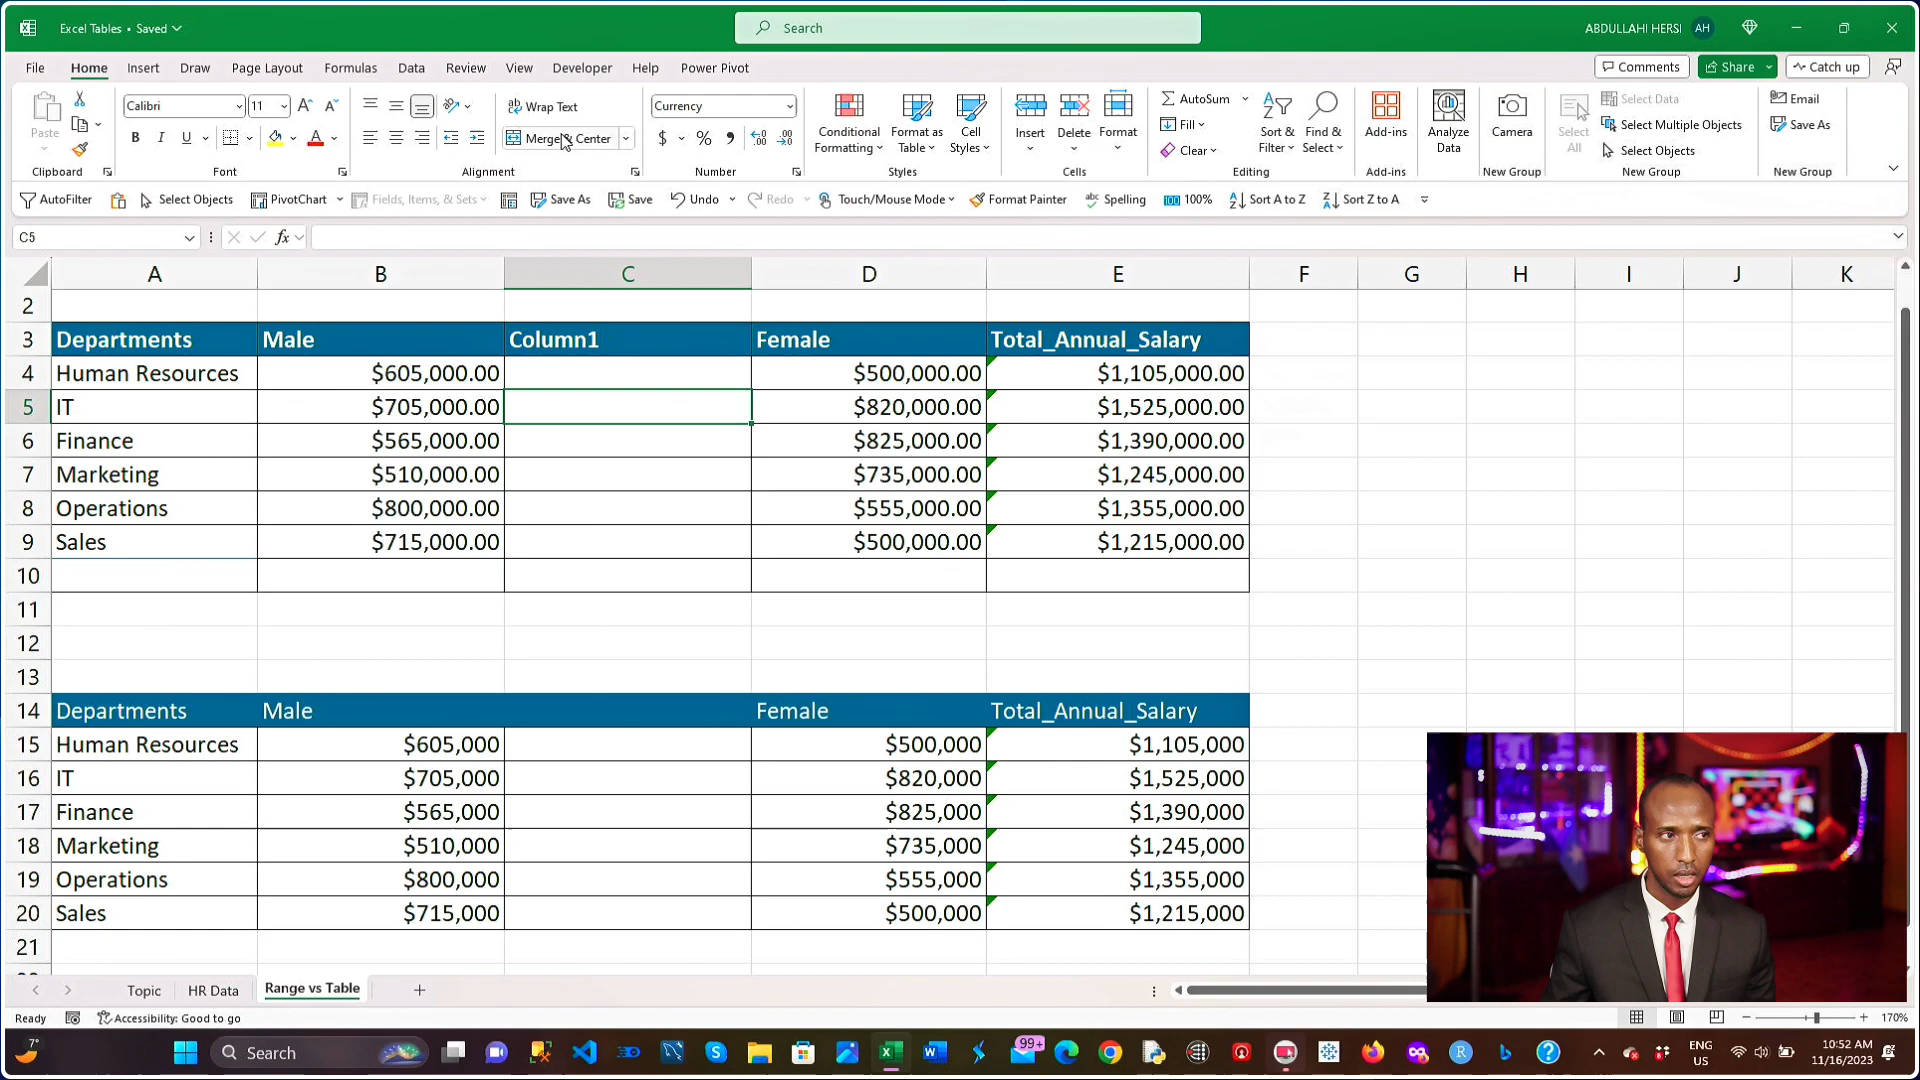 Excel Tables • Saved
Search
ABDULLAHI HERSI AH
File Home Insert Draw Page Layout Formulas Data Review View Developer Help Power Pivot
Comments Share Catch up
Paste
Calibri 11
B I U
Wrap Text
Merge & Center
Currency
$ %
Conditional Formatting
Format as Table
Cell Styles
Insert
Delete
Format
AutoSum
Fill
Clear
Sort & Filter
Find & Select
Add-ins
Analyze Data
Camera
Select All
Select Data
Select Multiple Objects
Select Objects
Email
Save As
Clipboard Font Alignment Number Styles Cells Editing Add-ins New Group New Group New Group
AutoFilter Select Objects PivotChart Fields, Items, & Sets Save As Save Undo Redo Touch/Mouse Mode Format Painter Spelling 100% Sort A to Z Sort Z to A
C5 fx
A B C D E F G H I J K
2
3 Departments Male Column1 Female Total_Annual_Salary
4 Human Resources $605,000.00 $500,000.00 $1,105,000.00
5 IT $705,000.00 $820,000.00 $1,525,000.00
6 Finance $565,000.00 $825,000.00 $1,390,000.00
7 Marketing $510,000.00 $735,000.00 $1,245,000.00
8 Operations $800,000.00 $555,000.00 $1,355,000.00
9 Sales $715,000.00 $500,000.00 $1,215,000.00
10
11
12
13
14 Departments Male Female Total_Annual_Salary
15 Human Resources $605,000 $500,000 $1,105,000
16 IT $705,000 $820,000 $1,525,000
17 Finance $565,000 $825,000 $1,390,000
18 Marketing $510,000 $735,000 $1,245,000
19 Operations $800,000 $555,000 $1,355,000
20 Sales $715,000 $500,000 $1,215,000
21
Topic HR Data Range vs Table
Ready Accessibility: Good to go 170%
7° Search 99+ ENG US 10:52 AM 11/16/2023